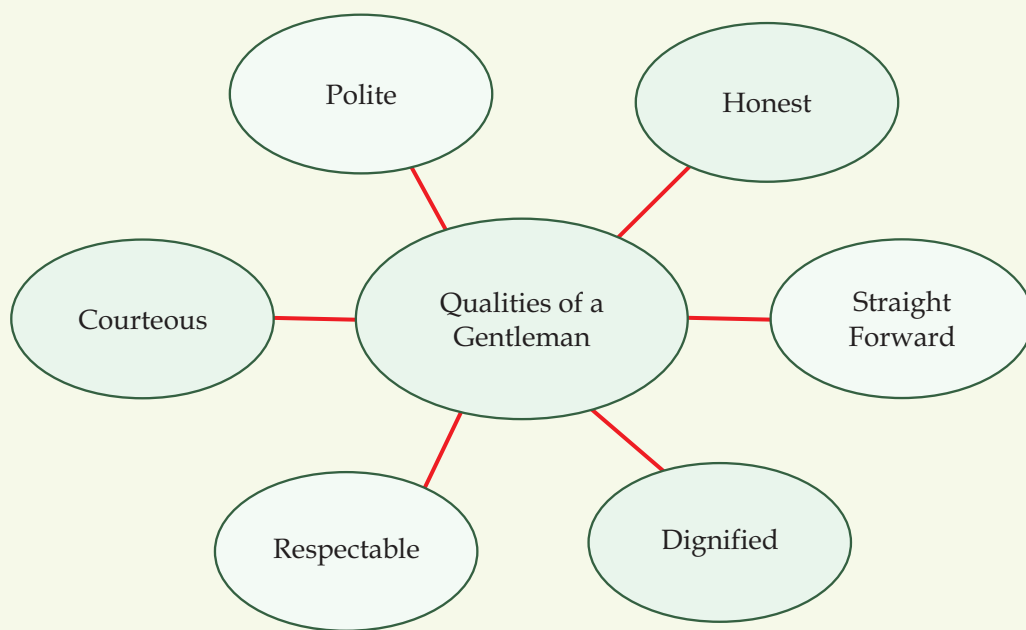 Polite
Honest
Courteous
Qualities of a
Gentleman
Straight
Forward
Respectable
Dignified